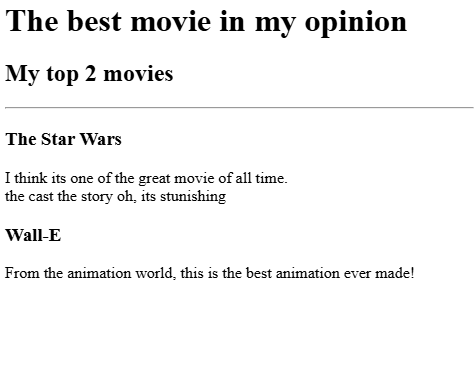 The best movie in my opinion
My top 2 movies
The Star Wars
I think its one of the great movie of all time.
the cast the story oh, its stunishing
Wall-E
From the animation world, this is the best animation ever made!